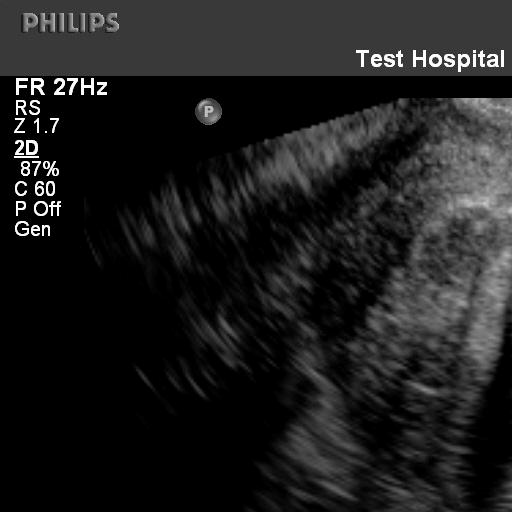 PHILIPS
Test Hospital
FR 27Hz
RS
Z 1.7
2D
87%
C 60
P Off
Gen
P